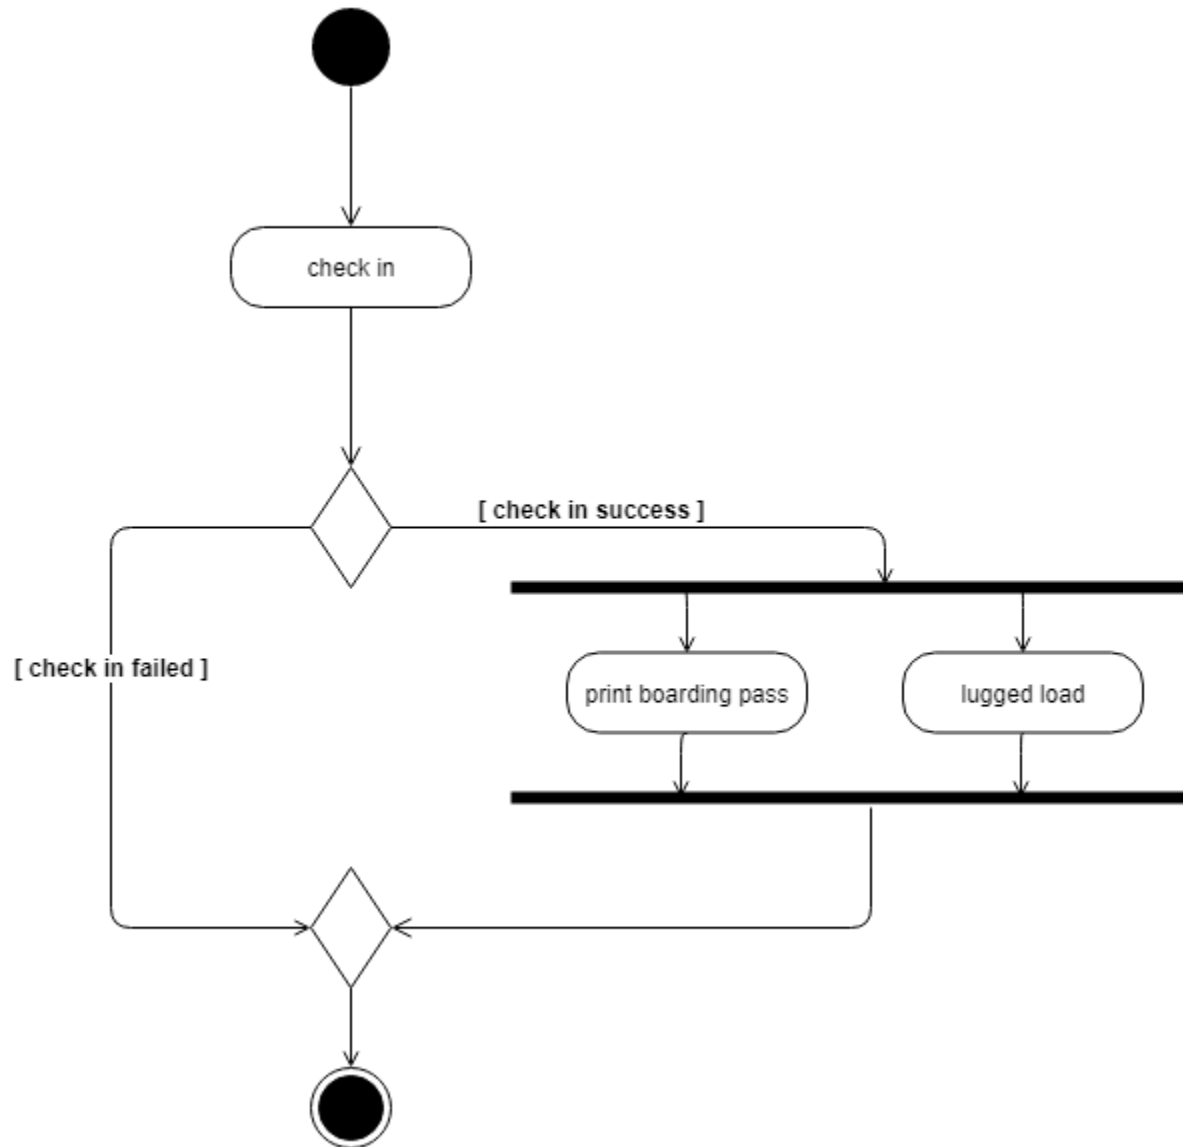 check in
[ check in success ]
[ check in failed ]
print boarding pass
lugged load